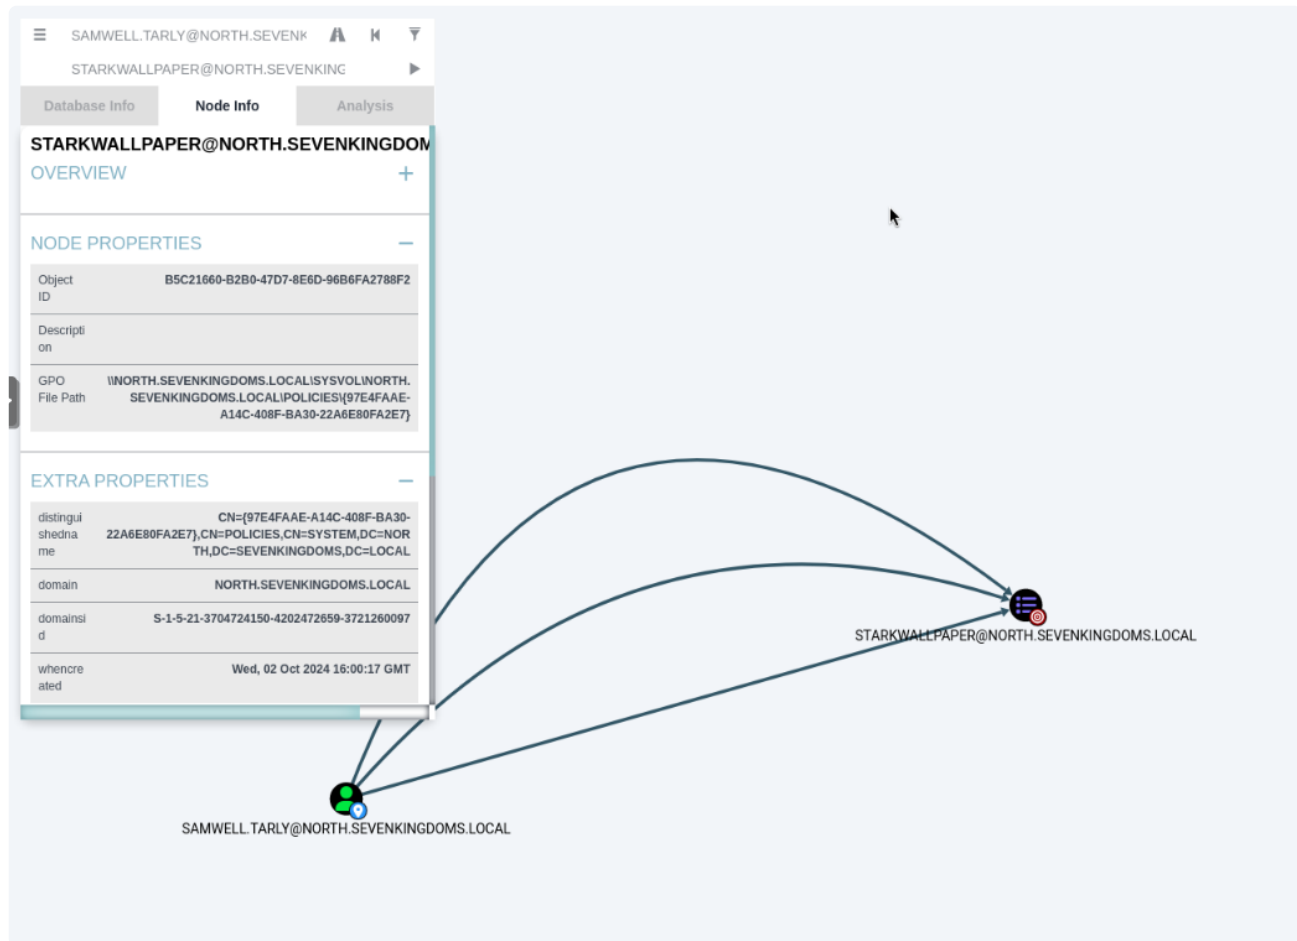 SAMWELL.TARLY@NORTH.SEVENK
STARKWALLPAPER@NORTH.SEVENKING
Database Info
Node Info
Analysis
STARKWALLPAPER@NORTH.SEVENKINGDOM
OVERVIEW
NODE PROPERTIES
Object
ID
B5C21660-B2B0-47D7-8E6D-96B6FA2788F2
Descripti
on
GPO
File Path
\\NORTH.SEVENKINGDOMS.LOCAL\SYSVOL\NORTH.
SEVENKINGDOMS.LOCAL\POLICIES\{97E4FAAE-
A14C-408F-BA30-22A6E80FA2E7}
EXTRA PROPERTIES
distingui
shedna
me
CN={97E4FAAE-A14C-408F-BA30-
22A6E80FA2E7},CN=POLICIES,CN=SYSTEM,DC=NOR
TH,DC=SEVENKINGDOMS,DC=LOCAL
domain
NORTH.SEVENKINGDOMS.LOCAL
domainsi
d
S-1-5-21-3704724150-4202472659-3721260097
whencre
ated
Wed, 02 Oct 2024 16:00:17 GMT
STARKWALLPAPER@NORTH.SEVENKINGDOMS.LOCAL
SAMWELL.TARLY@NORTH.SEVENKINGDOMS.LOCAL